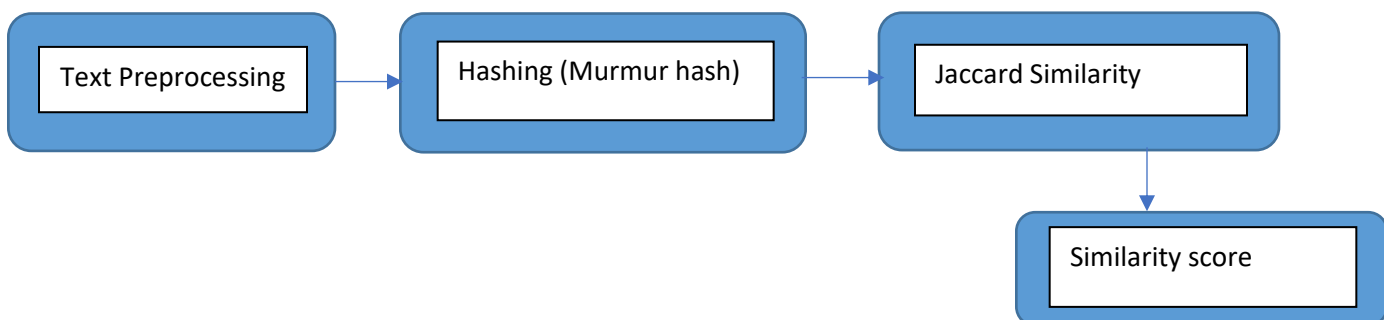 Text Preprocessing
Hashing (Murmur hash)
Jaccard Similarity
Similarity score